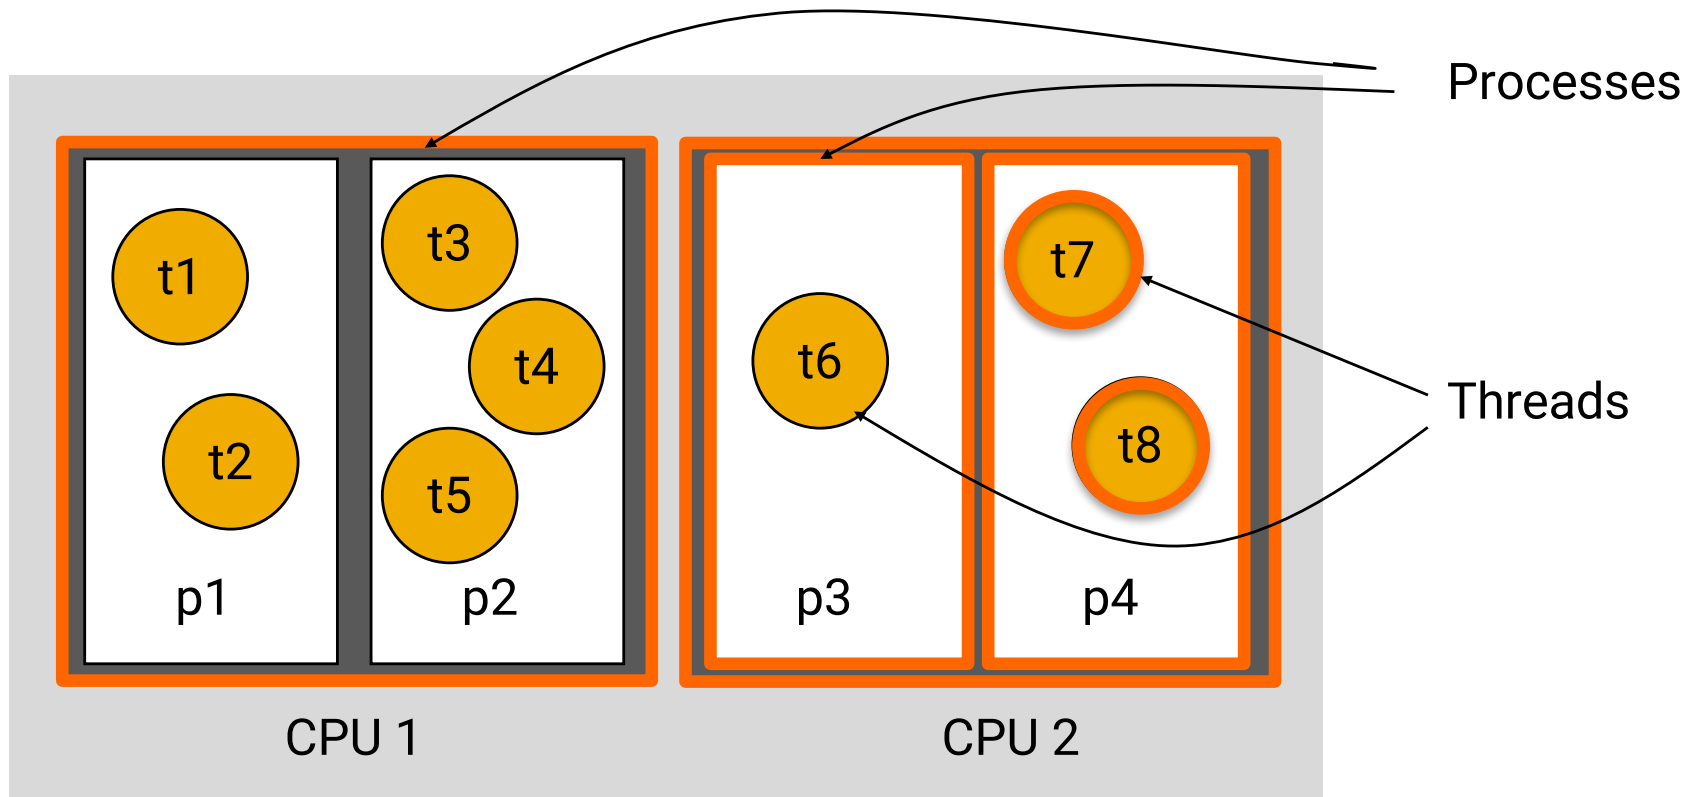 Processes
t1
t2
p1
t3
t4
t5
p2
t6
p3
t7
t8
p4
Threads
CPU 1
CPU 2